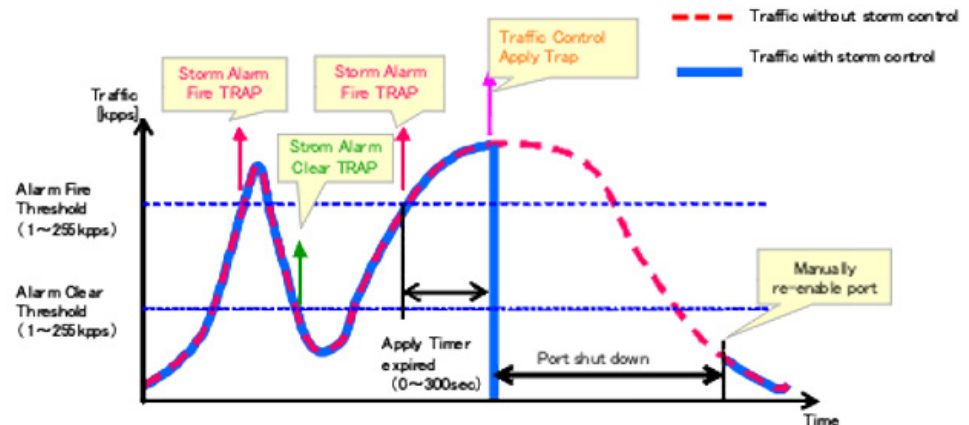 Traffic without storm control
Traffic with storm control
Traffic Control
Apply Trap
Storm Alarm
Fire TRAP
Storm Alarm
Fire TRAP
Strom Alarm
Clear TRAP
Traffic
[kpps]
Alarm Fire
Threshold
(1~255kpps)
Alarm Clear
Threshold
(1~255kpps)
Manually
re-enable port
Apply Timer
expired
(0~300sec)
Port shut down
Time